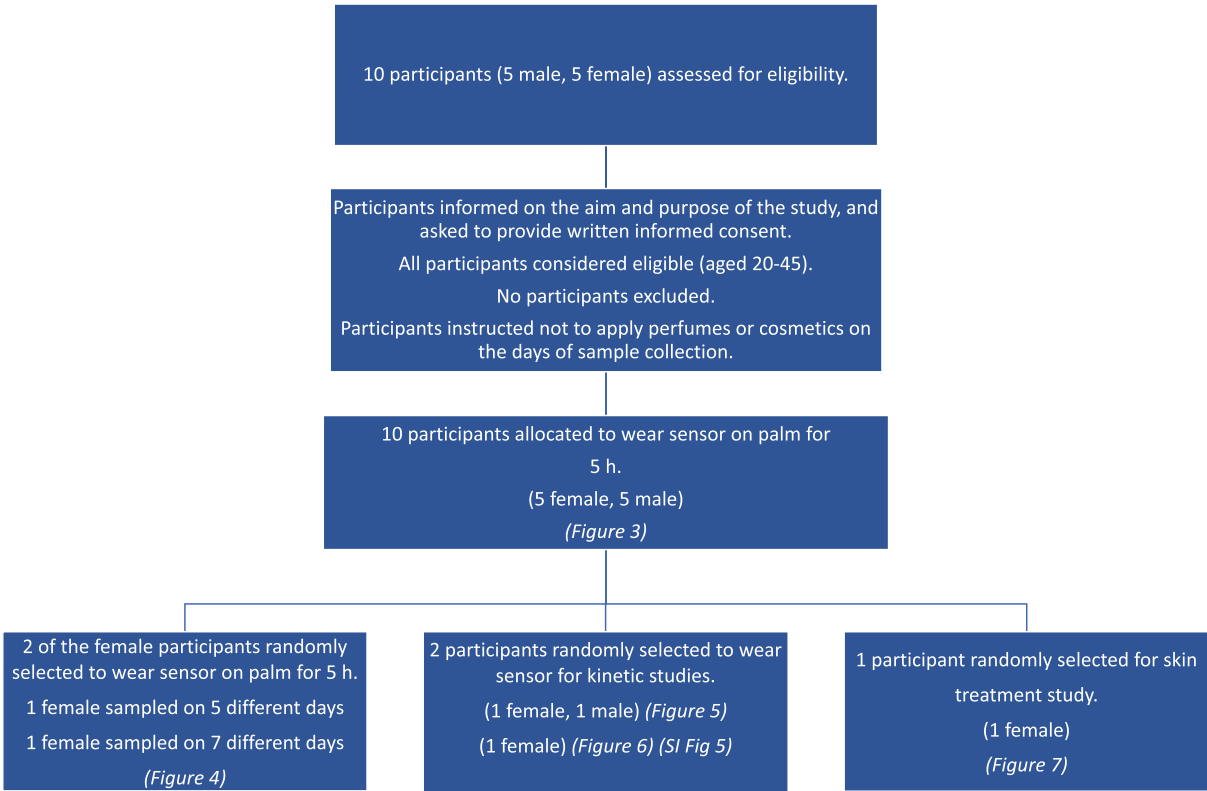 10 participants (5 male, 5 female) assessed for eligibility.
Participants informed on the aim and purpose of the study, and
asked to provide written informed consent.
All participants considered eligible (aged 20-45).
No participants excluded.
Participants instructed not to apply perfumes or cosmetics on
the days of sample collection.
10 participants allocated to wear sensor on palm for
5 h.
(5 female, 5 male)
(Figure 3)
2 of the female participants randomly
selected to wear sensor on palm for 5 h.
1 female sampled on 5 different days
1 female sampled on 7 different days
(Figure 4)
2 participants randomly selected to wear
sensor for kinetic studies.
(1 female, 1 male) (Figure 5)
(1 female) (Figure 6) (SI Fig 5)
1 participant randomly selected for skin
treatment study.
(1 female)
(Figure 7)